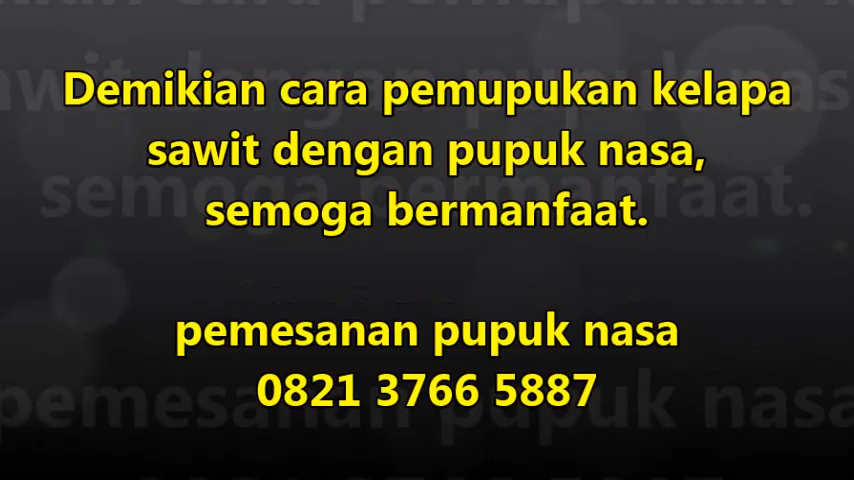 Demikian cara pemupukan kelapa
sawit dengan pupuk nasa,
semoga bermanfaat.
pemesanan pupuk nasa
0821 3766 5887